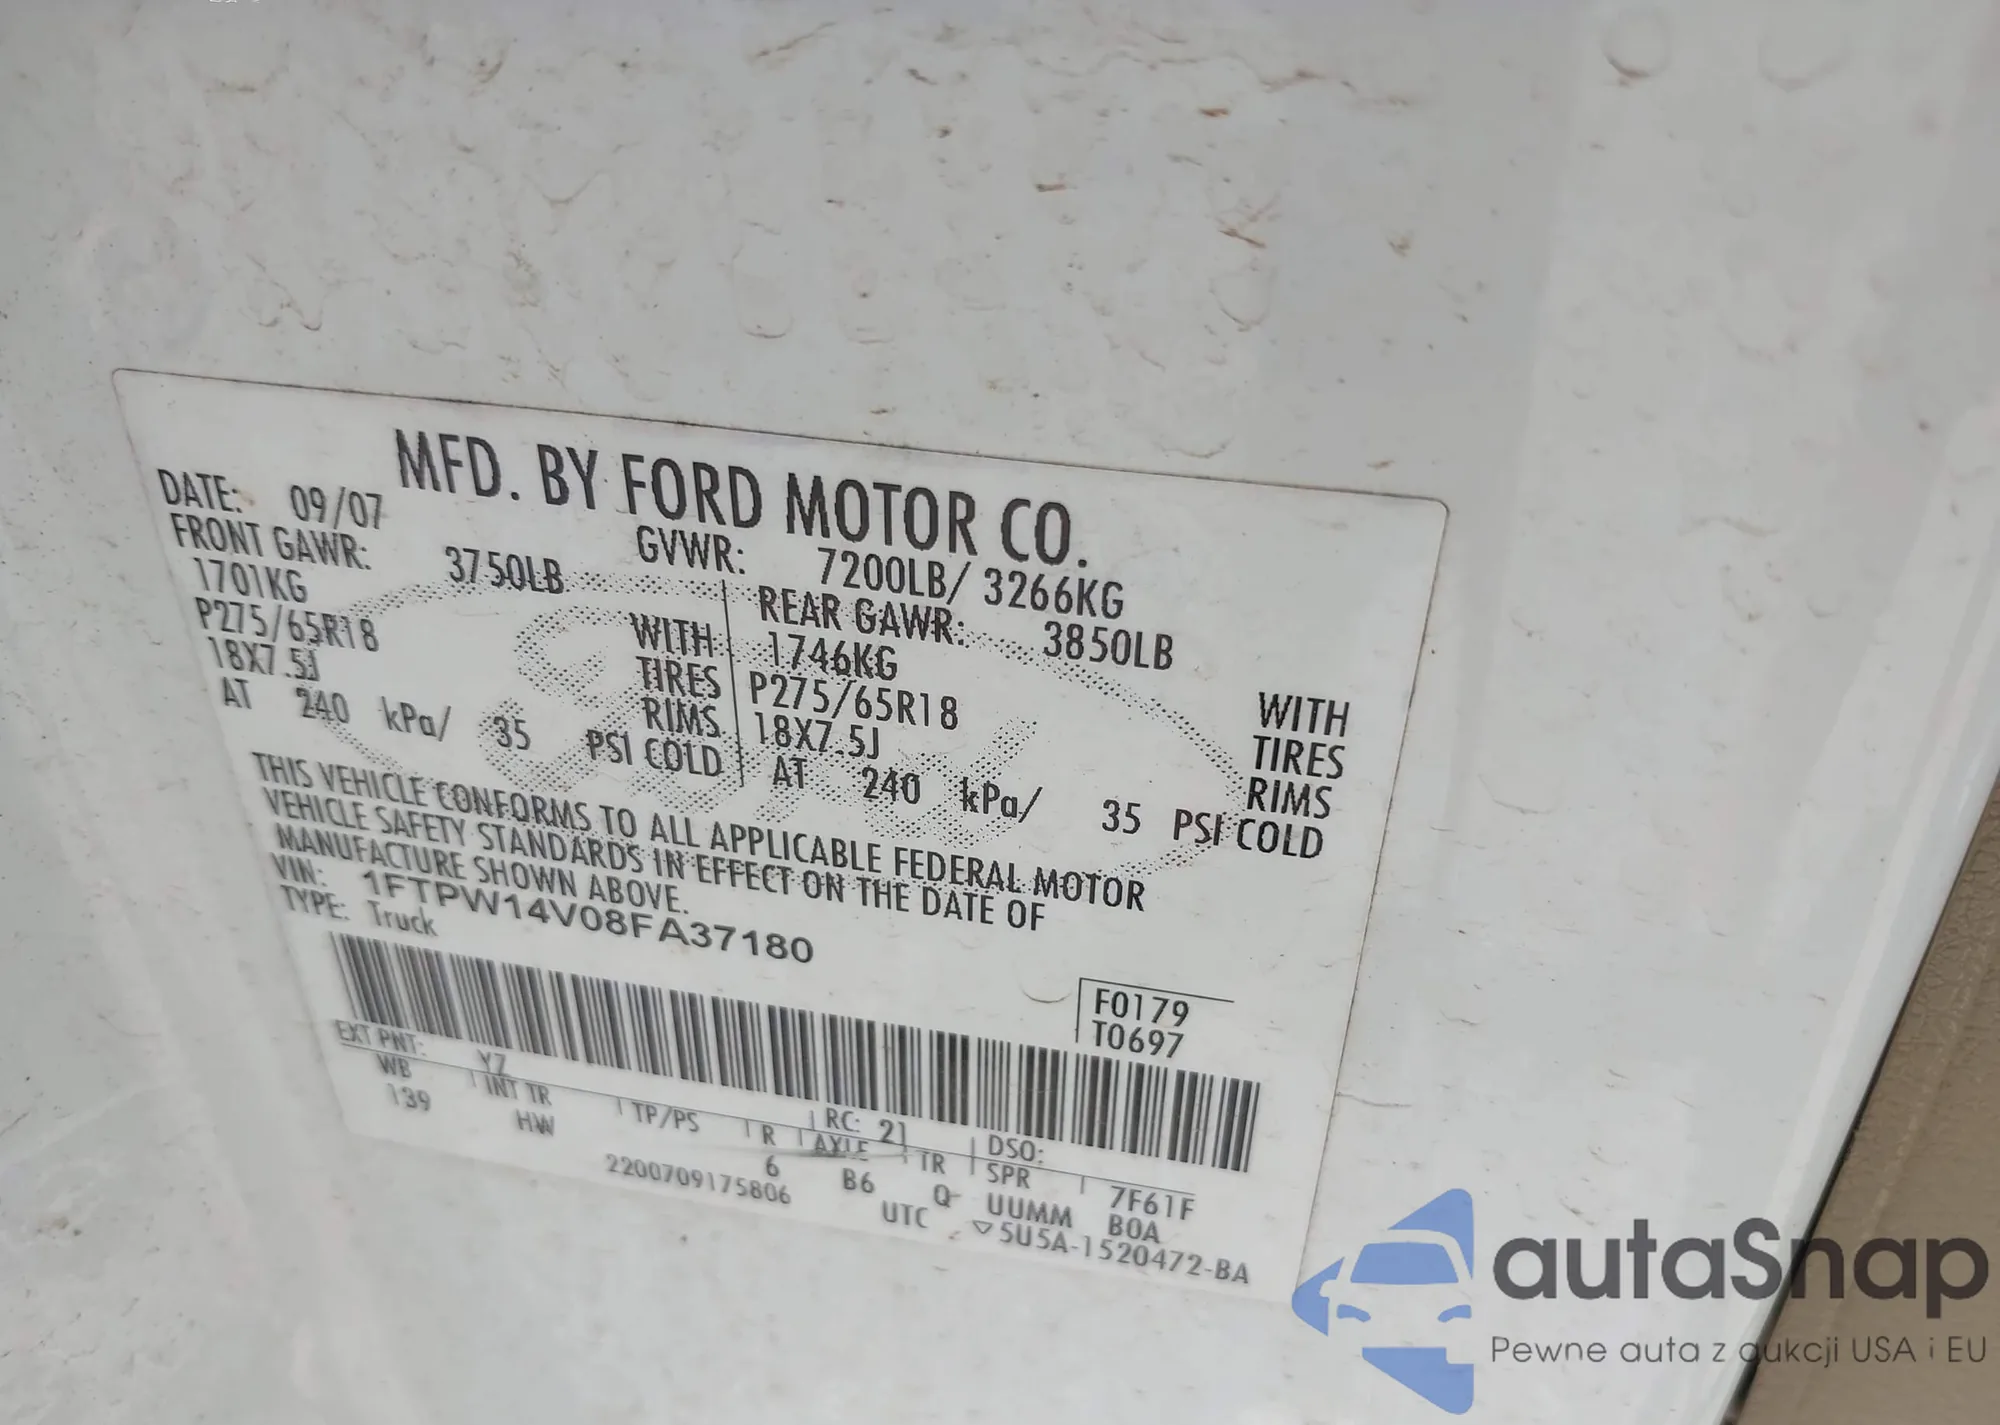 MFD. BY FORD MOTOR CO.
DATE: 09/07 GVWR: 7200LB/ 3266KG
FRONT GAWR: 3750LB REAR GAWR: 3850LB
1701KG WITH 1746KG WITH
P275/65R18 TIRES P275/65R18 TIRES
18X7.5J RIMS 18X7.5J RIMS
AT 240 kPa/ 35 PSI COLD AT 240 kPa/ 35 PSI COLD
THIS VEHICLE CONFORMS TO ALL APPLICABLE FEDERAL MOTOR
VEHICLE SAFETY STANDARDS IN EFFECT ON THE DATE OF
MANUFACTURE SHOWN ABOVE.
VIN: 1FTPW14V08FA37180
TYPE: Truck
F0179
T0697
EXT PNT: YZ RC: 21 DSO:
WB INT TR TP/PS R AXLE TR SPR 7F61F
139 HW 6 B6 Q UUMM B0A
2200709175806 UTC ▽5U5A-1520472-BA
autaSnap
Pewne auta z aukcji USA i EU